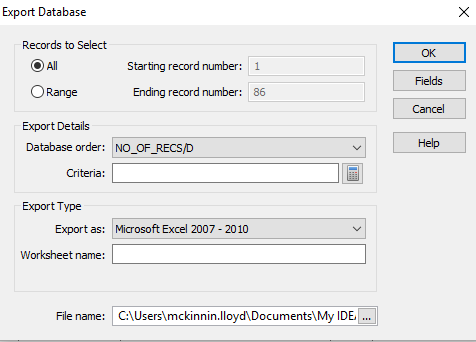 Export Database
Records to Select
All
Starting record number: 1
Range
Ending record number: 86
OK
Fields
Cancel
Help
Export Details
Database order: NO_OF_RECS/D
Criteria:
Export Type
Export as: Microsoft Excel 2007 - 2010
Worksheet name:
File name: C:\Users\mckinnin.lloyd\Documents\My IDEA ...